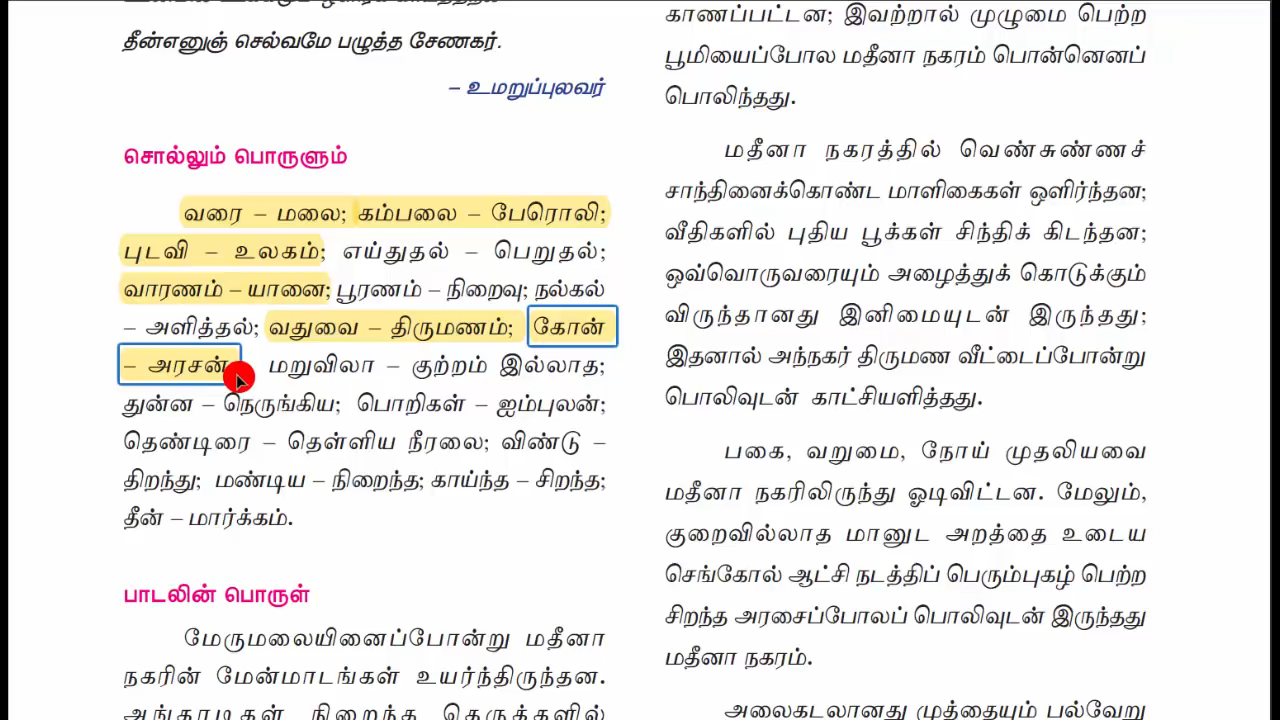 தீன்எனுஞ் செல்வமே பழுத்த சேணகர்.
– உமறுப்புலவர்
சொல்லும் பொருளும்
வரை – மலை; கம்பலை – பேரொலி;
புடவி – உலகம்; எய்துதல் – பெறுதல்;
வாரணம் – யானை; பூரணம் – நிறைவு; நல்கல்
– அளித்தல்; வதுவை – திருமணம்; கோன்
– அரசன் மறுவிலா – குற்றம் இல்லாத;
துன்ன – நெருங்கிய; பொறிகள் – ஐம்புலன்;
தெண்டிரை – தெள்ளிய நீரலை; விண்டு –
திறந்து; மண்டிய – நிறைந்த; காய்ந்த – சிறந்த;
தீன் – மார்க்கம்.
பாடலின் பொருள்
மேருமலையினைப்போன்று மதீனா
நகரின் மேன்மாடங்கள் உயர்ந்திருந்தன.
அங்காடிகள் நிறைந்த தெருக்களில்
காணப்பட்டன; இவற்றால் முழுமை பெற்ற
பூமியைப்போல மதீனா நகரம் பொன்னெனப்
பொலிந்தது.
மதீனா நகரத்தில் வெண்சுண்ணச்
சாந்தினைக்கொண்ட மாளிகைகள் ஒளிர்ந்தன;
வீதிகளில் புதிய பூக்கள் சிந்திக் கிடந்தன;
ஒவ்வொருவரையும் அழைத்துக் கொடுக்கும்
விருந்தானது இனிமையுடன் இருந்தது;
இதனால் அந்நகர் திருமண வீட்டைப்போன்று
பொலிவுடன் காட்சியளித்தது.
பகை, வறுமை, நோய் முதலியவை
மதீனா நகரிலிருந்து ஓடிவிட்டன. மேலும்,
குறைவில்லாத மானுட அறத்தை உடைய
செங்கோல் ஆட்சி நடத்திப் பெரும்புகழ் பெற்ற
சிறந்த அரசைப்போலப் பொலிவுடன் இருந்தது
மதீனா நகரம்.
அலைகடலானது முத்தையும் பல்வேறு